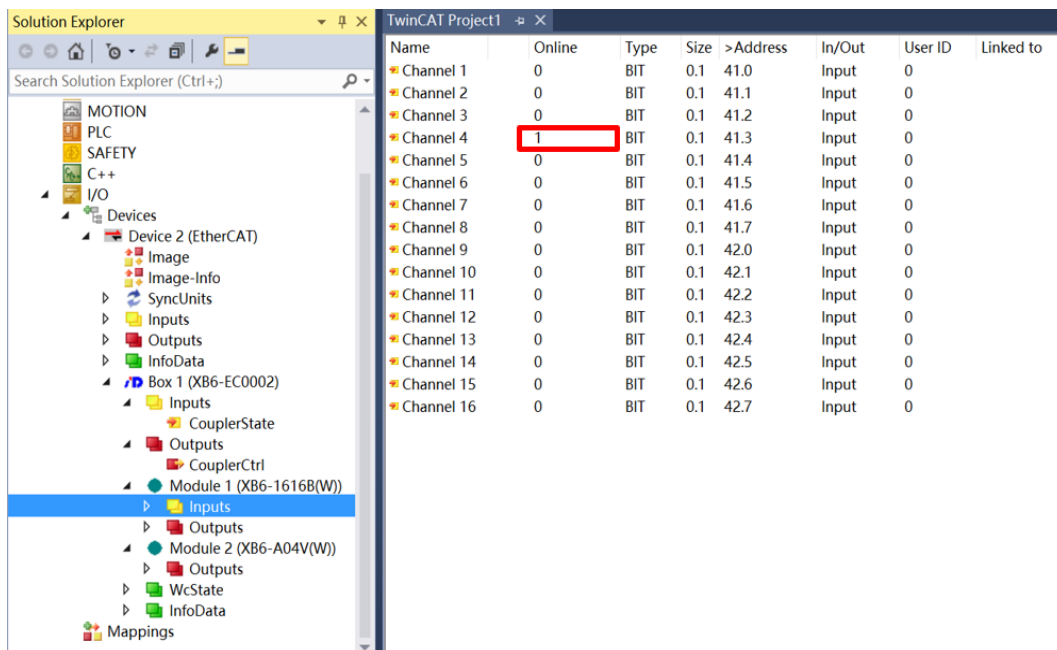 Solution Explorer
Search Solution Explorer (Ctrl+;)
MOTION
PLC
SAFETY
C++
I/O
Devices
Device 2 (EtherCAT)
Image
Image-Info
SyncUnits
Inputs
Outputs
InfoData
Box 1 (XB6-EC0002)
Inputs
CouplerState
Outputs
CouplerCtrl
Module 1 (XB6-1616B(W))
Inputs
Outputs
Module 2 (XB6-A04V(W))
Outputs
WcState
InfoData
Mappings
TwinCAT Project1
Name Online Type Size >Address In/Out User ID Linked to
Channel 1 0 BIT 0.1 41.0 Input 0
Channel 2 0 BIT 0.1 41.1 Input 0
Channel 3 0 BIT 0.1 41.2 Input 0
Channel 4 1 BIT 0.1 41.3 Input 0
Channel 5 0 BIT 0.1 41.4 Input 0
Channel 6 0 BIT 0.1 41.5 Input 0
Channel 7 0 BIT 0.1 41.6 Input 0
Channel 8 0 BIT 0.1 41.7 Input 0
Channel 9 0 BIT 0.1 42.0 Input 0
Channel 10 0 BIT 0.1 42.1 Input 0
Channel 11 0 BIT 0.1 42.2 Input 0
Channel 12 0 BIT 0.1 42.3 Input 0
Channel 13 0 BIT 0.1 42.4 Input 0
Channel 14 0 BIT 0.1 42.5 Input 0
Channel 15 0 BIT 0.1 42.6 Input 0
Channel 16 0 BIT 0.1 42.7 Input 0